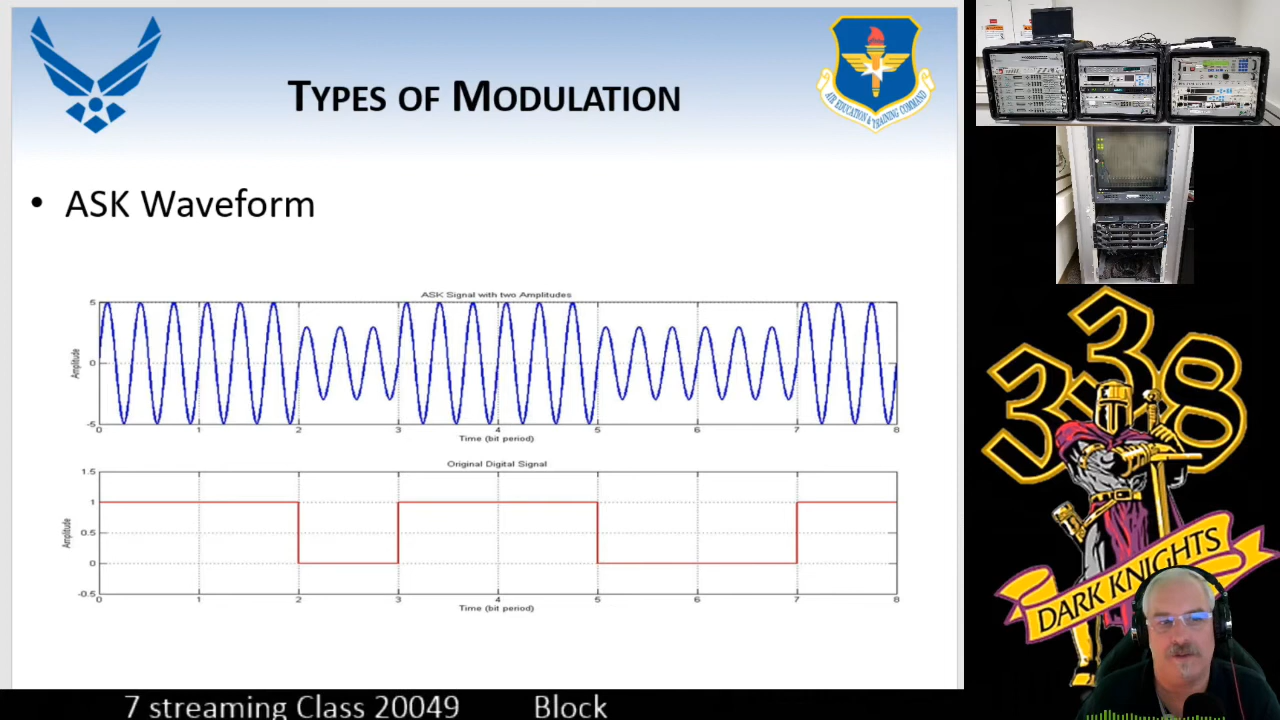 TYPES OF MODULATION
AIR EDUCATION & TRAINING COMMAND
• ASK Waveform
ASK Signal with two Amplitudes
5
0
-5
Amplitude
0 1 2 3 4 5 6 7 8
Time (bit period)
Original Digital Signal
1.5
1
0.5
0
-0.5
Amplitude
0 1 2 3 4 5 6 7 8
Time (bit period)
338
DARK KNIGHTS
7 streaming Class 20049 Block